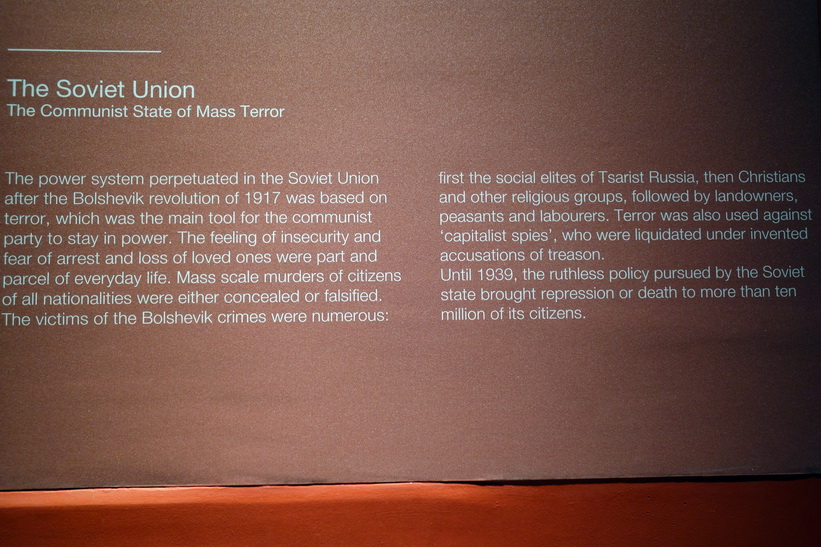 The Soviet Union
The Communist State of Mass Terror
The power system perpetuated in the Soviet Union
after the Bolshevik revolution of 1917 was based on
terror, which was the main tool for the communist
party to stay in power. The feeling of insecurity and
fear of arrest and loss of loved ones were part and
parcel of everyday life. Mass scale murders of citizens
of all nationalities were either concealed or falsified.
The victims of the Bolshevik crimes were numerous:
first the social elites of Tsarist Russia, then Christians
and other religious groups, followed by landowners,
peasants and labourers. Terror was also used against
‘capitalist spies’, who were liquidated under invented
accusations of treason.
Until 1939, the ruthless policy pursued by the Soviet
state brought repression or death to more than ten
million of its citizens.